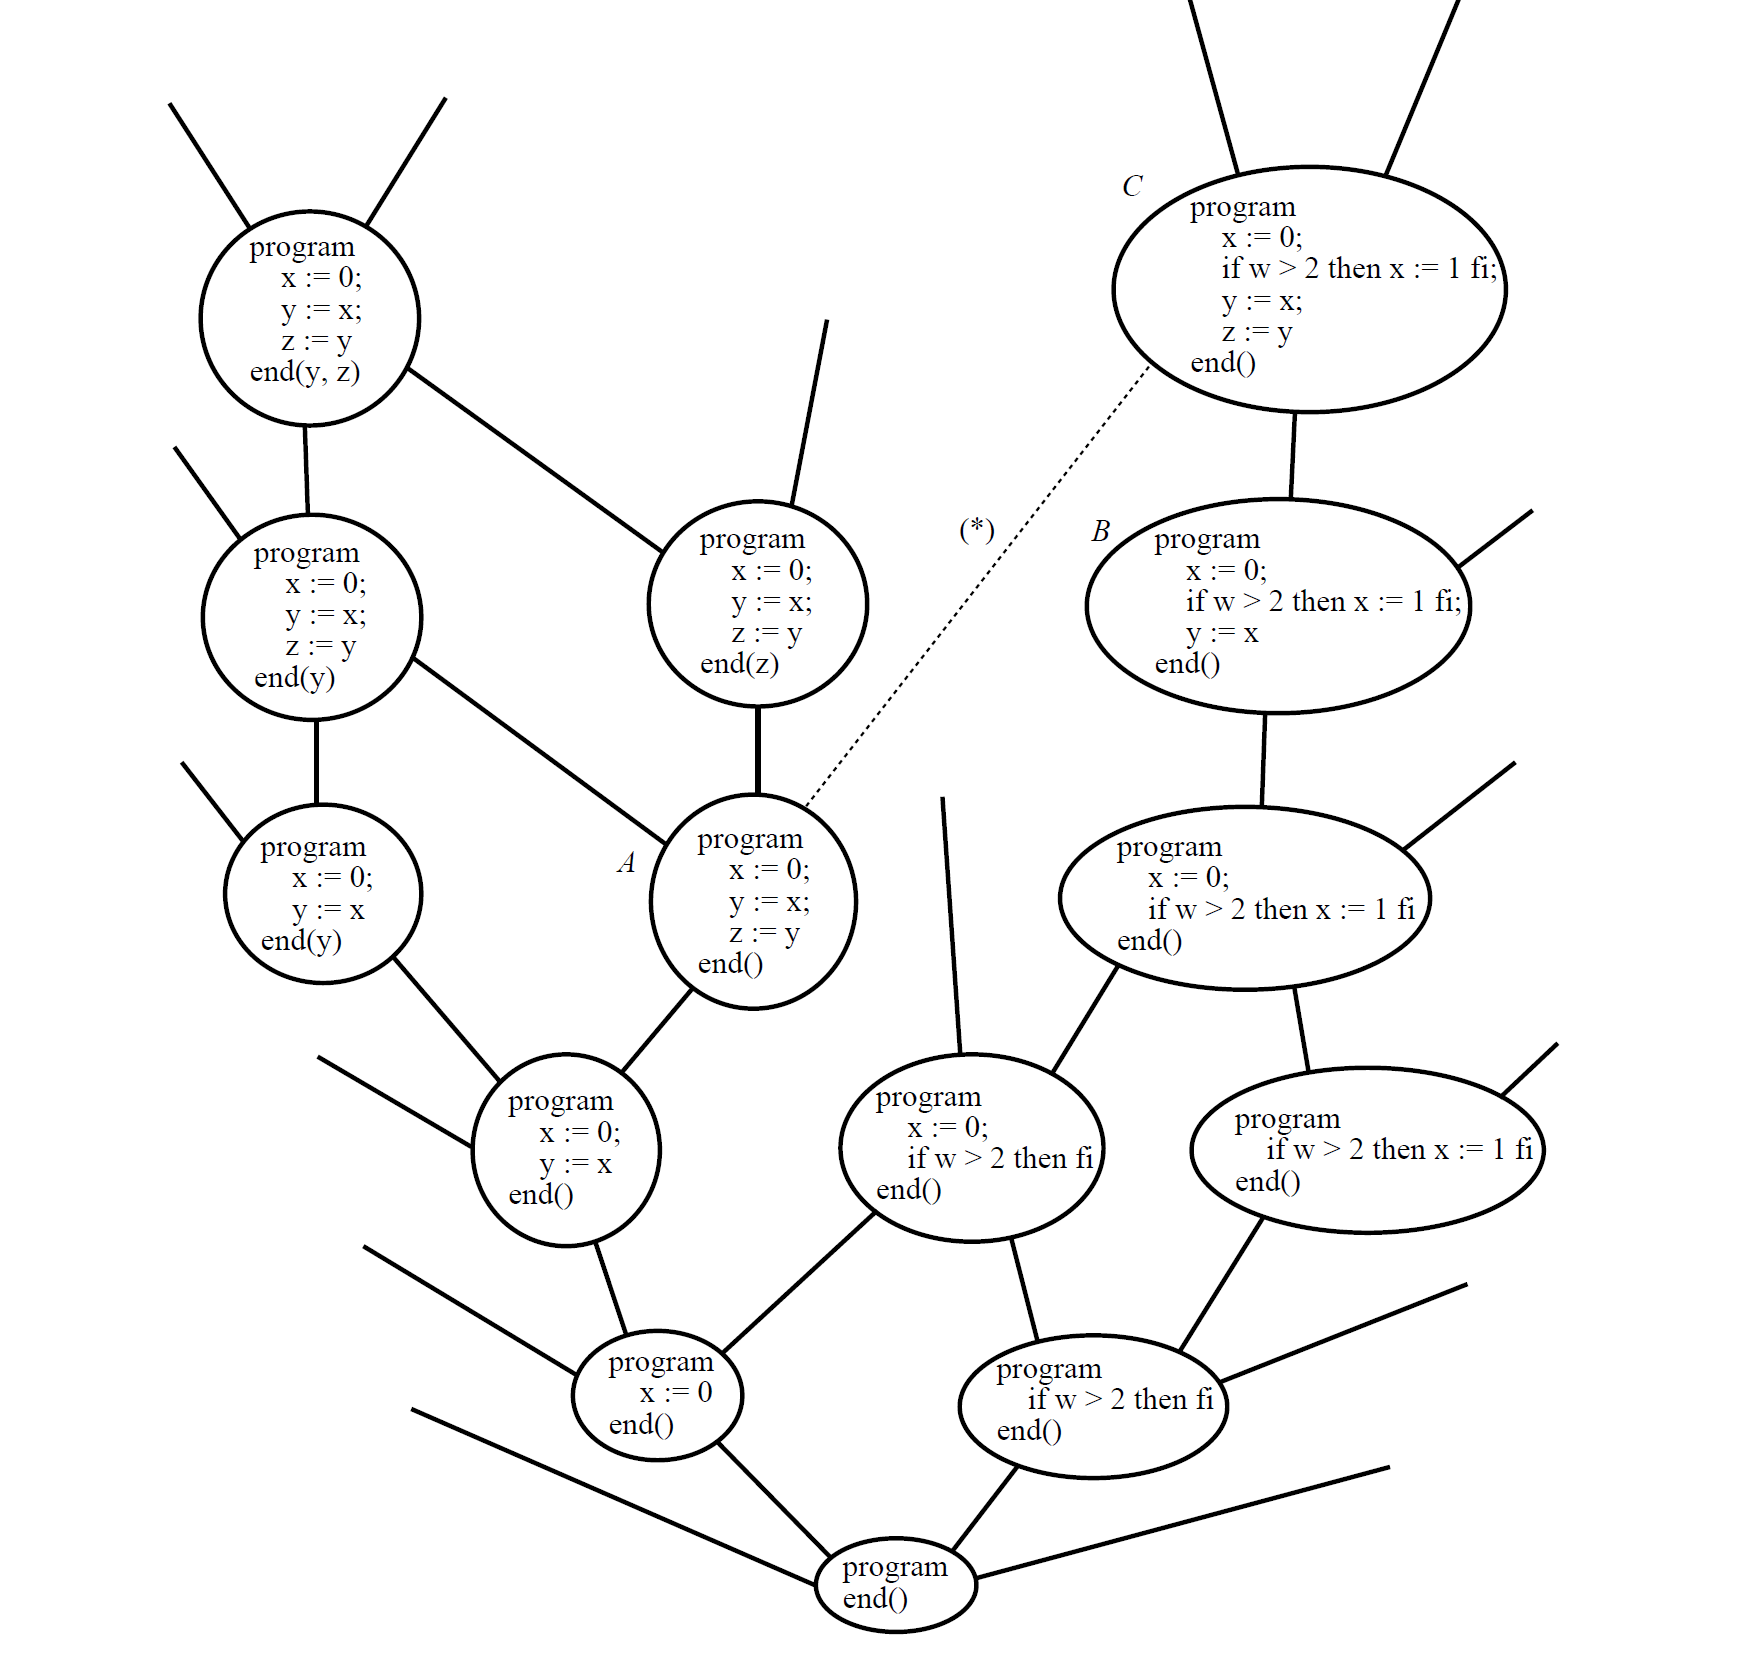 C
program
x := 0;
if w > 2 then x := 1 fi;
y := x;
z := y
end()
program
x := 0;
y := x;
z := y
end(y, z)
(*)
B
program
x := 0;
if w > 2 then x := 1 fi;
y := x
end()
program
x := 0;
y := x;
z := y
end(z)
program
x := 0;
y := x;
z := y
end(y)
A
program
x := 0;
y := x;
z := y
end()
program
x := 0;
y := x
end(y)
program
x := 0;
if w > 2 then x := 1 fi
end()
program
x := 0;
y := x
end()
program
x := 0;
if w > 2 then fi
end()
program
if w > 2 then x := 1 fi
end()
program
x := 0
end()
program
if w > 2 then fi
end()
program
end()